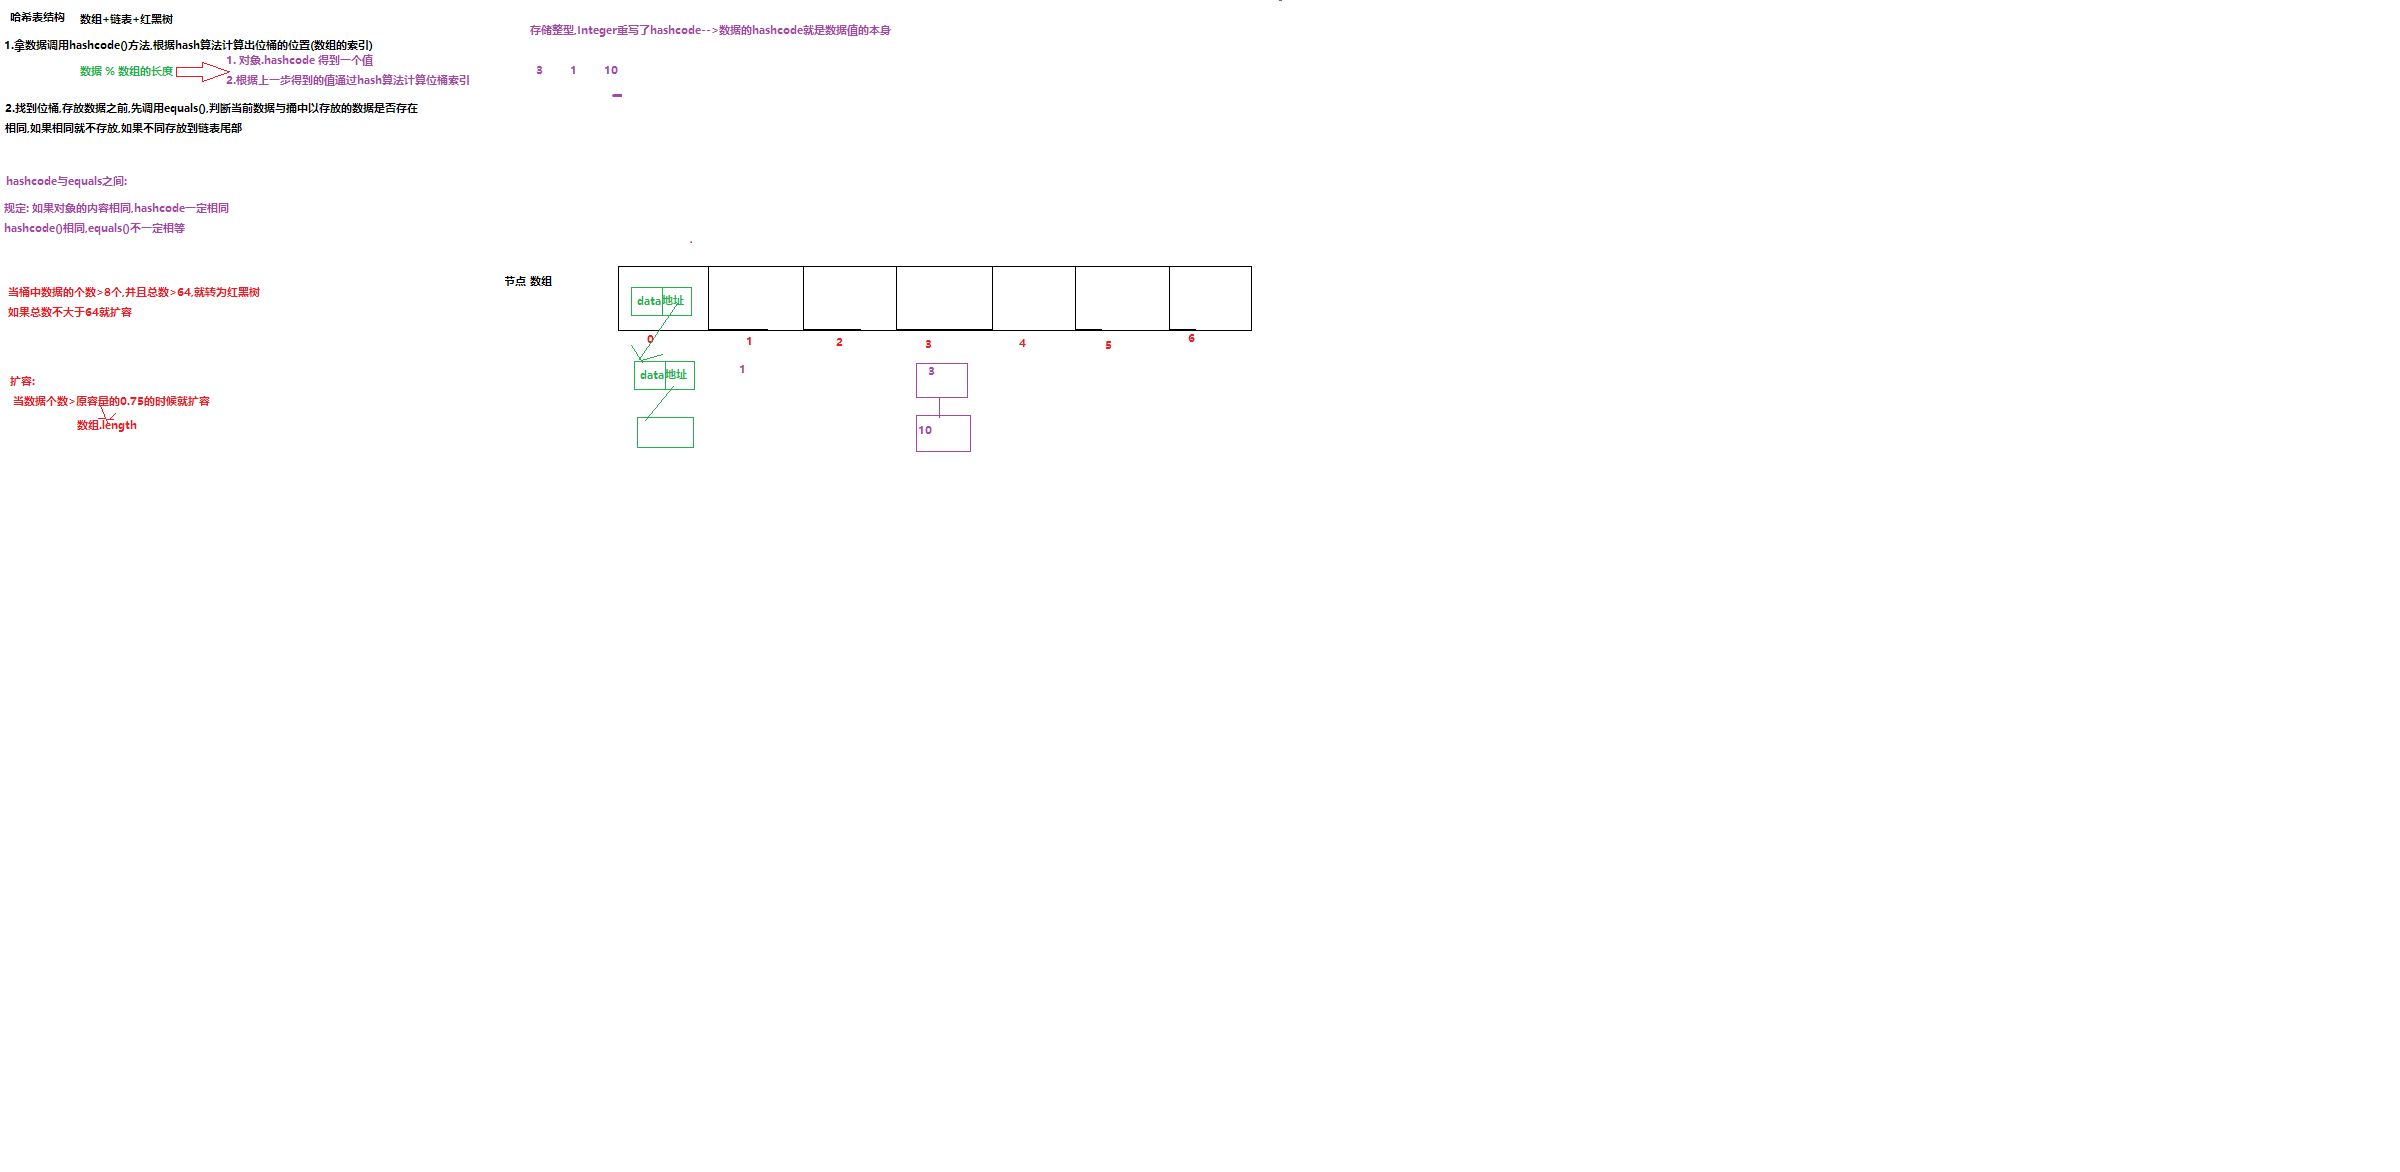 哈希表结构 数组+链表+红黑树
1.拿数据调用hashcode()方法,根据hash算法计算出位桶的位置(数组的索引)
数据 % 数组的长度
1. 对象.hashcode 得到一个值
2.根据上一步得到的值逼过hash算法计算位桶索引
2.找到位桶,存放数据之前,先调用equals(),判断当前数据与桶中以存放的数据是否存在
相同,如果相同就不存放,如果不同存放到链表尾部
hashcode与equals之间:
规定: 如果对象的内容相同,hashcode一定相同
hashcode()相同,equals()不一定相等
当桶中数据的个数>8个,并且总数>64,就转为红黑树
如果总数不大于64就扩容
扩容:
当数据个数>原容量的0.75的时候就扩容
数组.length
存储整型,Integer重写了hashcode-->数据的hashcode就是数据值的本身
3 1 10
节点 数组
data地址
0 1 2 3 4 5 6
data地址 1 3
10